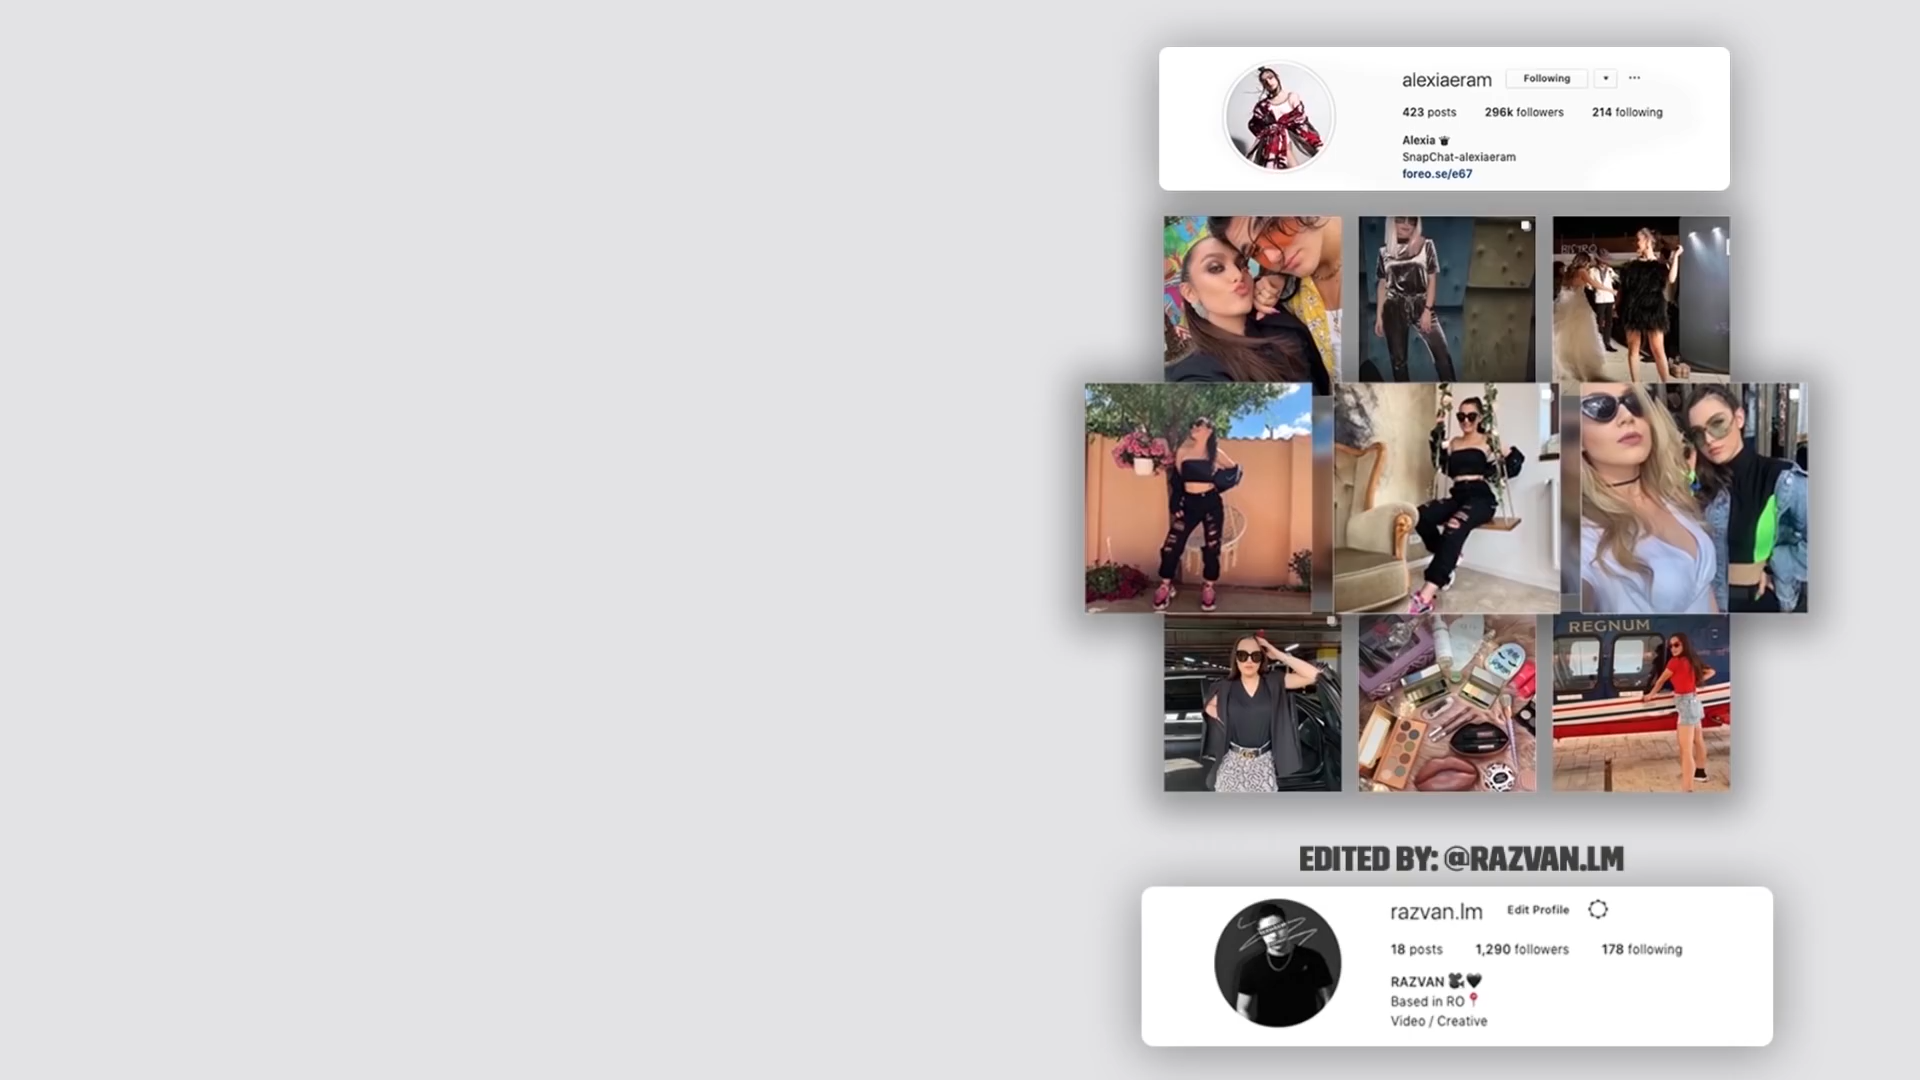 alexiaeram Following
423 posts 296k followers 214 following
Alexia
SnapChat-alexiaeram
foreo.se/e67
BISTRO
REGNUM
EDITED BY: @RAZVAN.LM
razvan.lm Edit Profile
18 posts 1,290 followers 178 following
RAZVAN
Based in RO
Video / Creative